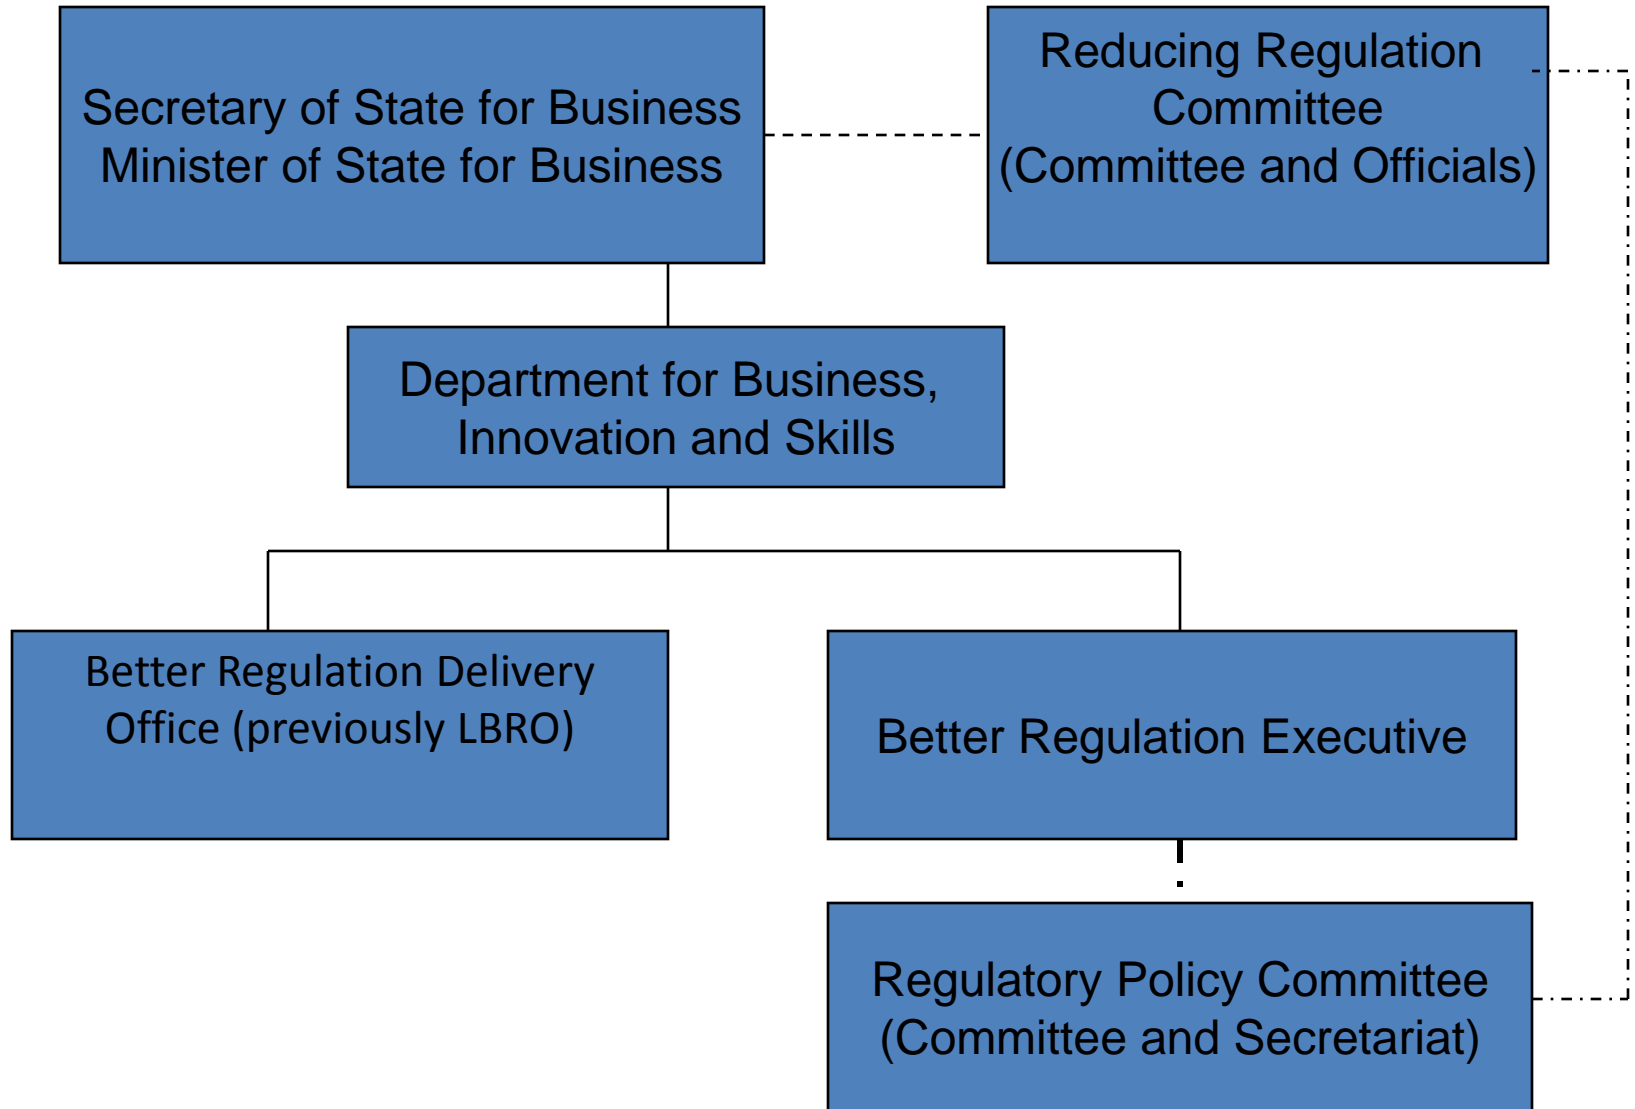 Secretary of State for Business
Minister of State for Business
Reducing Regulation
Committee
(Committee and Officials)
Department for Business,
Innovation and Skills
Better Regulation Delivery
Office (previously LBRO)
Better Regulation Executive
Regulatory Policy Committee
(Committee and Secretariat)